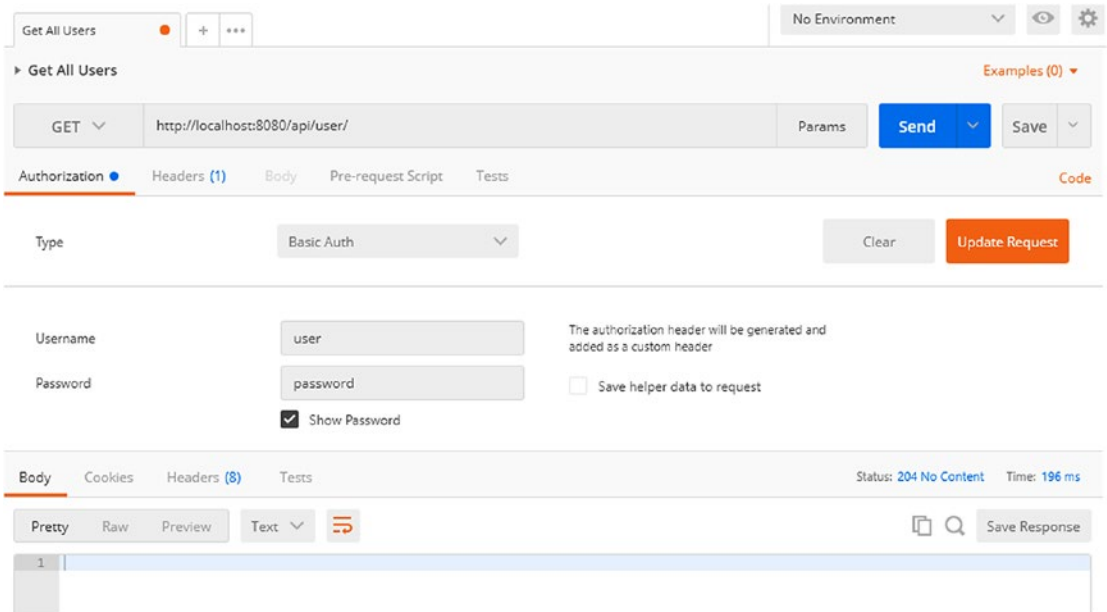 Get All Users
No Environment
Get All Users
Examples (0)
GET
http://localhost:8080/api/user/
Params
Send
Save
Authorization
Headers (1)
Body
Pre-request Script
Tests
Code
Type
Basic Auth
Clear
Update Request
Username
user
The authorization header will be generated and
added as a custom header
Password
password
Save helper data to request
Show Password
Body
Cookies
Headers (8)
Tests
Status: 204 No Content
Time: 196 ms
Pretty
Raw
Preview
Text
Save Response
1